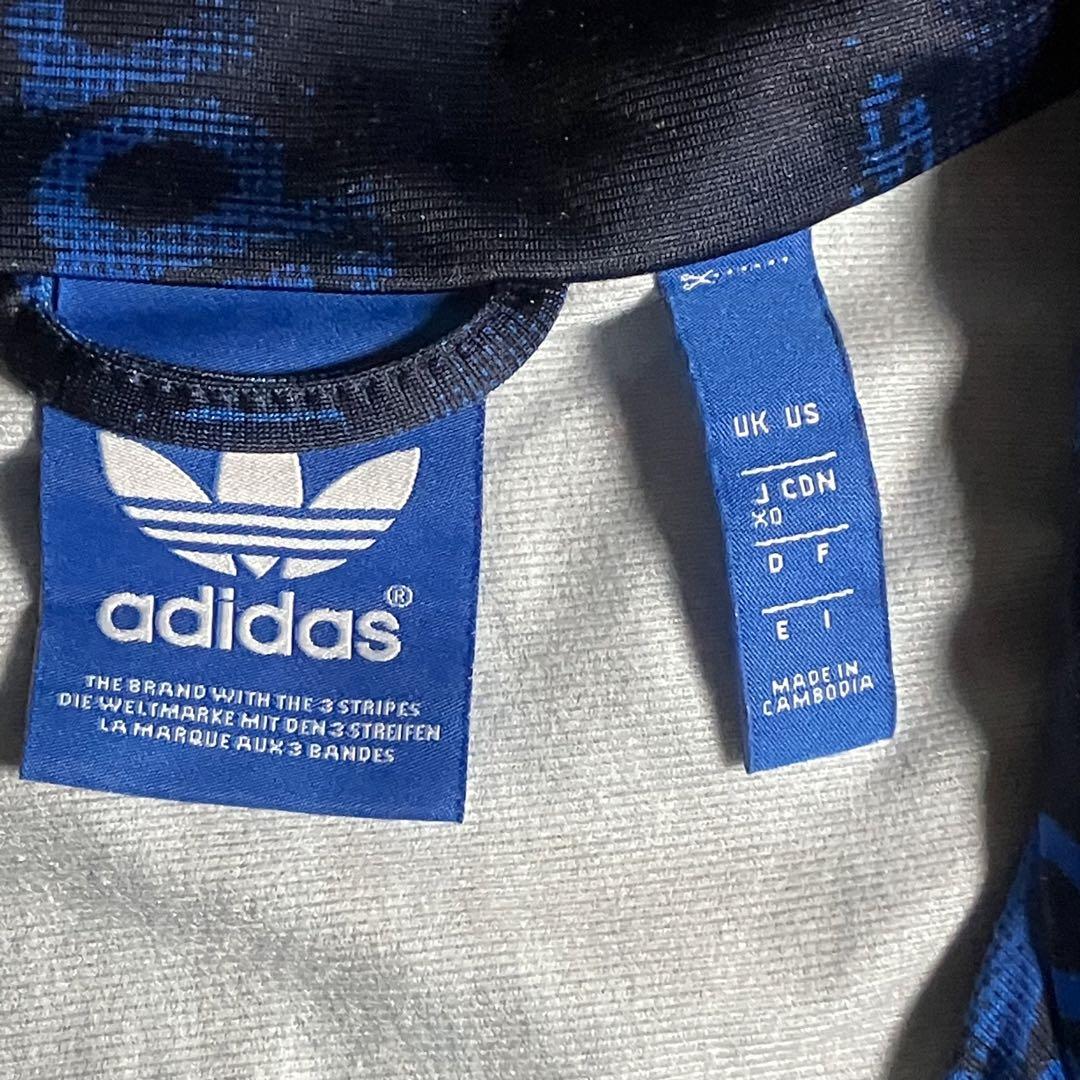 adidas®
THE BRAND WITH THE 3 STRIPES
DIE WELTMARKE MIT DEN 3 STREIFEN
LA MARQUE AUX 3 BANDES
UK US
J CDN
XO
D F
E I
MADE IN
CAMBODIA